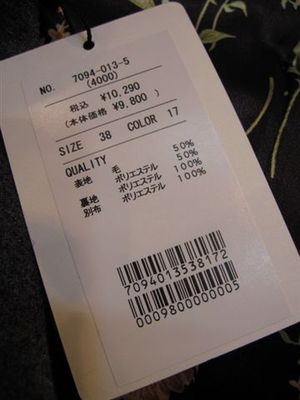 NO. 7094-013-5
(4000)
税込 ¥10,290
(本体価格 ¥9,800)
SIZE 38 COLOR 17
QUALITY
表地 毛 50%
ポリエステル 50%
裏地 ポリエステル 100%
別布 ポリエステル 100%
7094013538172
0009800000005